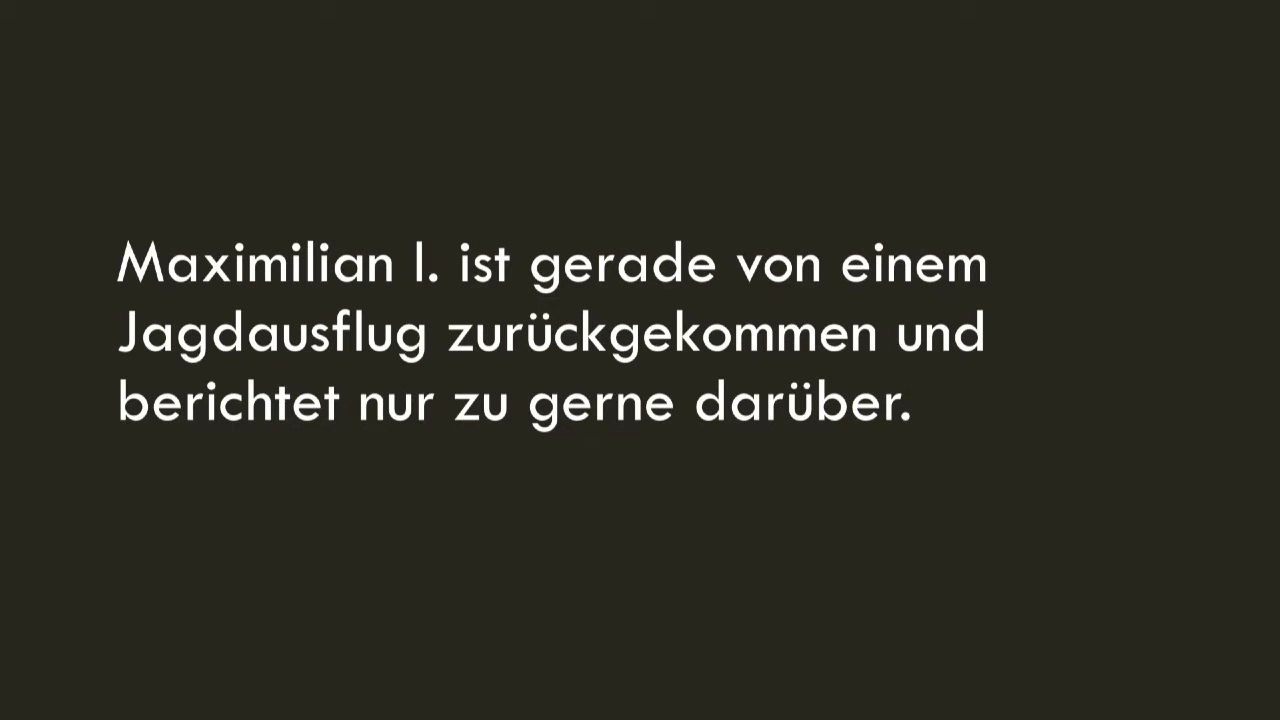 Maximilian I. ist gerade von einem
Jagdausflug zurückgekommen und
berichtet nur zu gerne darüber.